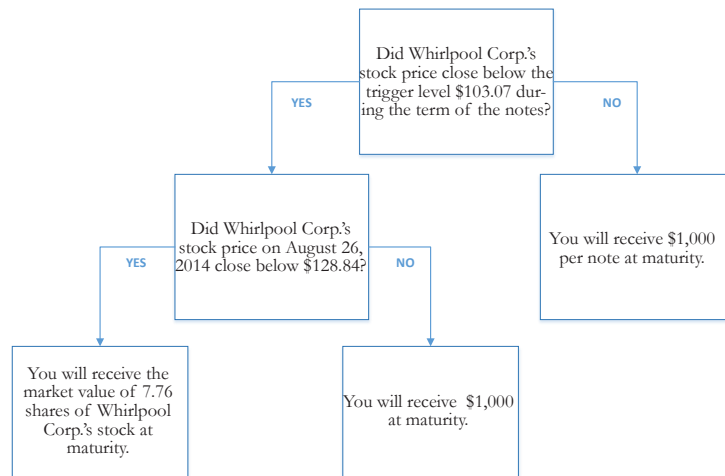 Did Whirlpool Corp.'s
stock price close below the
trigger level $103.07 dur-
ing the term of the notes?
YES
NO
Did Whirlpool Corp.'s
stock price on August 26,
2014 close below $128.84?
You will receive $1,000
per note at maturity.
YES
NO
You will receive the
market value of 7.76
shares of Whirlpool
Corp.'s stock at
maturity.
You will receive $1,000
at maturity.